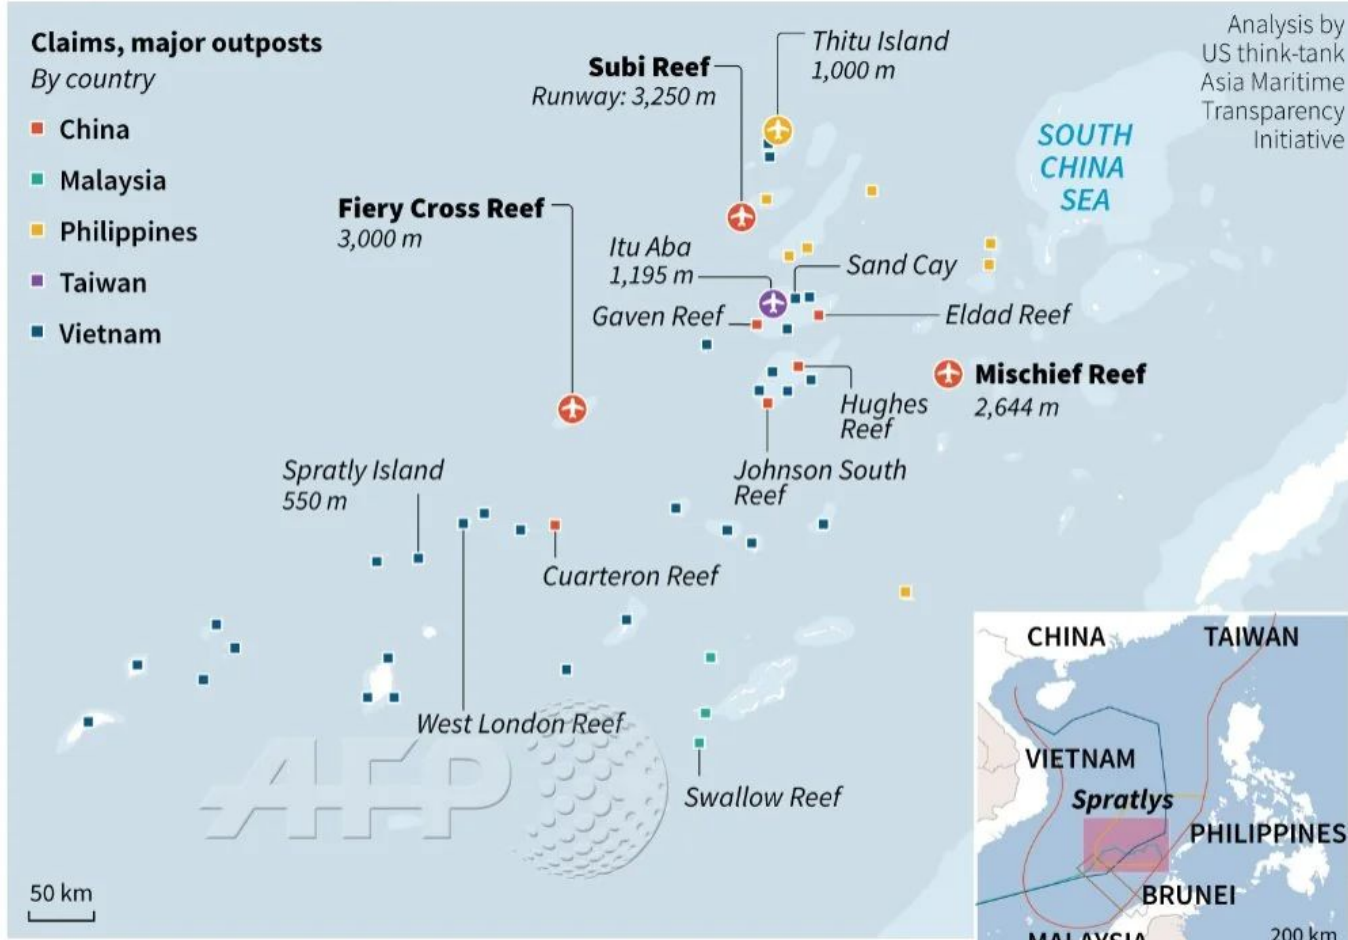 Claims, major outposts
By country
China
Malaysia
Philippines
Taiwan
Vietnam
Analysis by
US think-tank
Asia Maritime
Transparency
Initiative
Thitu Island
1,000 m
Subi Reef
Runway: 3,250 m
SOUTH
CHINA
SEA
Fiery Cross Reef
3,000 m
Itu Aba
1,195 m
Sand Cay
Gaven Reef
Eldad Reef
Mischief Reef
2,644 m
Hughes
Reef
Johnson South
Reef
Spratly Island
550 m
Cuarteron Reef
West London Reef
Swallow Reef
AFP
50 km
CHINA
TAIWAN
VIETNAM
Spratlys
PHILIPPINES
BRUNEI
MALAYSIA
200 km